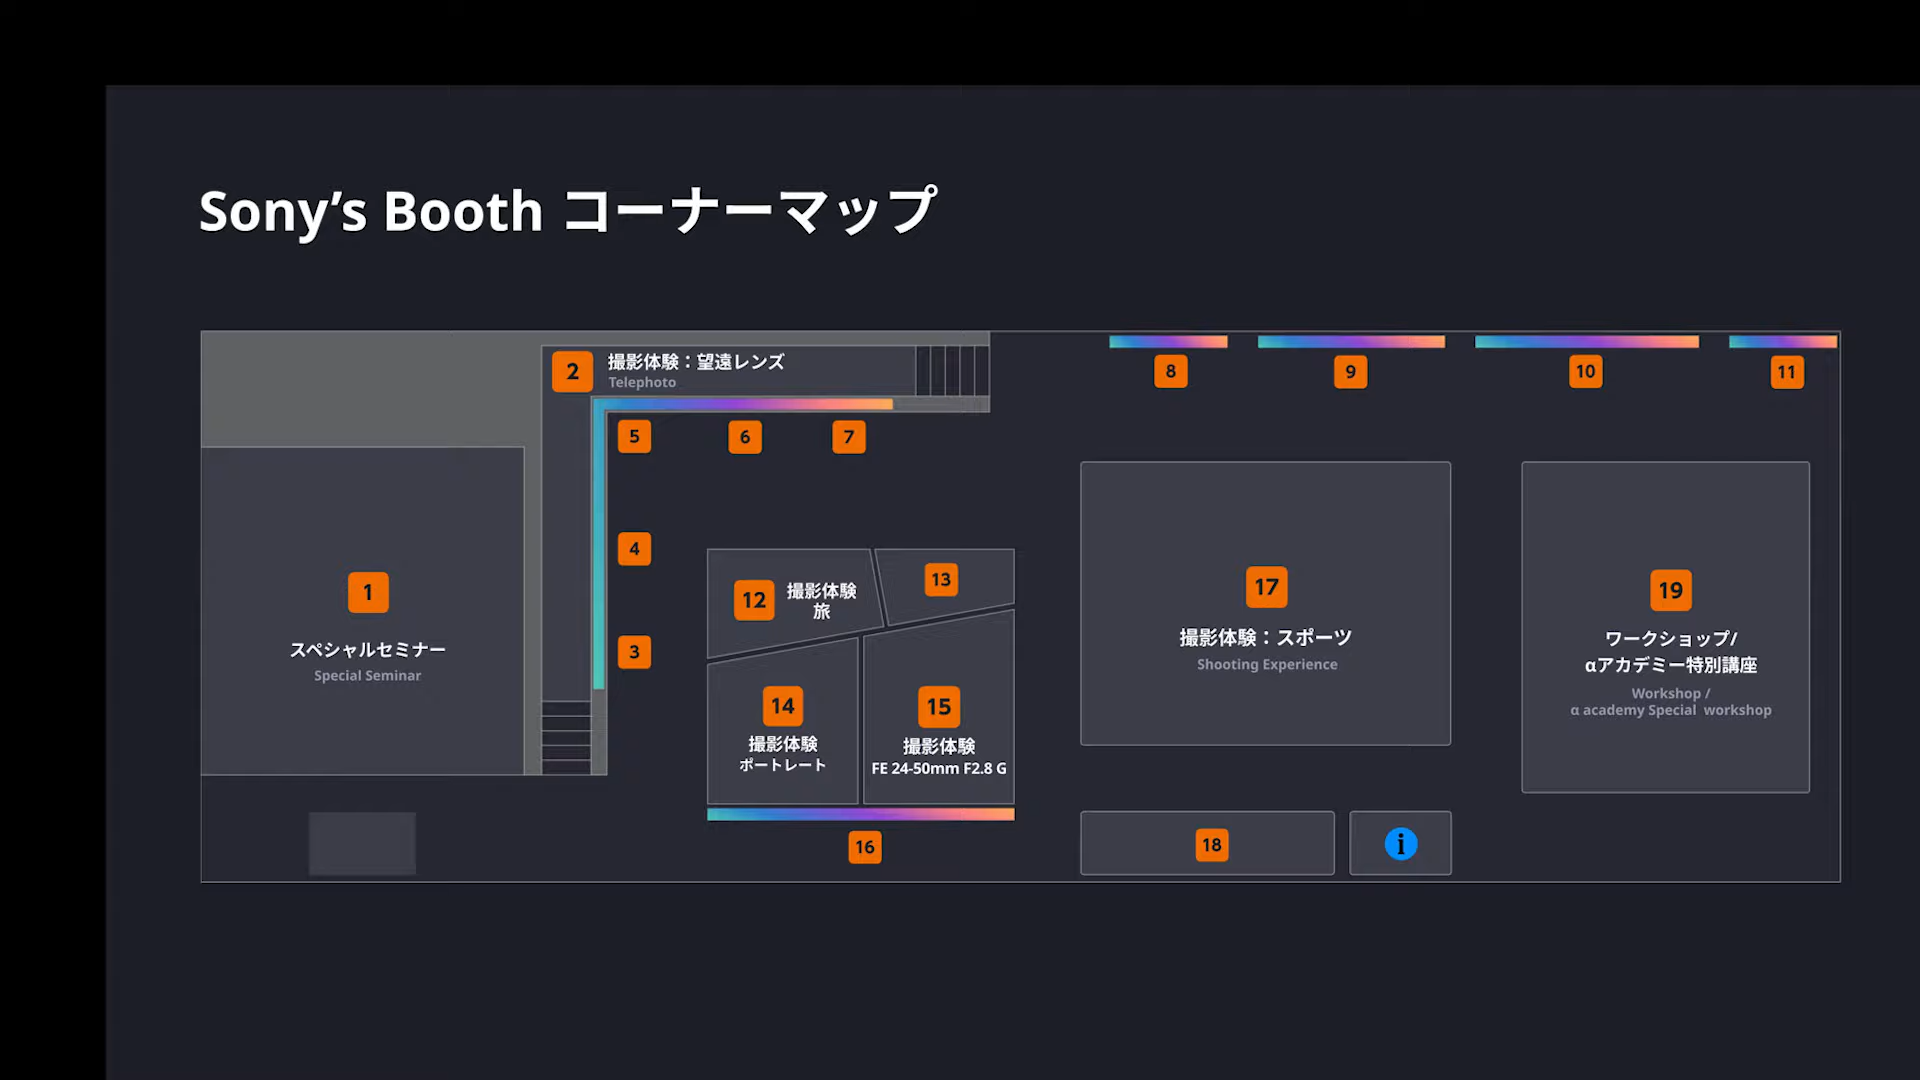 Sony’s Booth コーナーマップ
2
撮影体験：望遠レンズ
Telephoto
8
9
10
11
5
6
7
4
3
1
スペシャルセミナー
Special Seminar
12
撮影体験
旅
13
14
撮影体験
ポートレート
15
撮影体験
FE 24-50mm F2.8 G
16
17
撮影体験：スポーツ
Shooting Experience
18
i
19
ワークショップ/
αアカデミー特別講座
Workshop /
α academy Special workshop